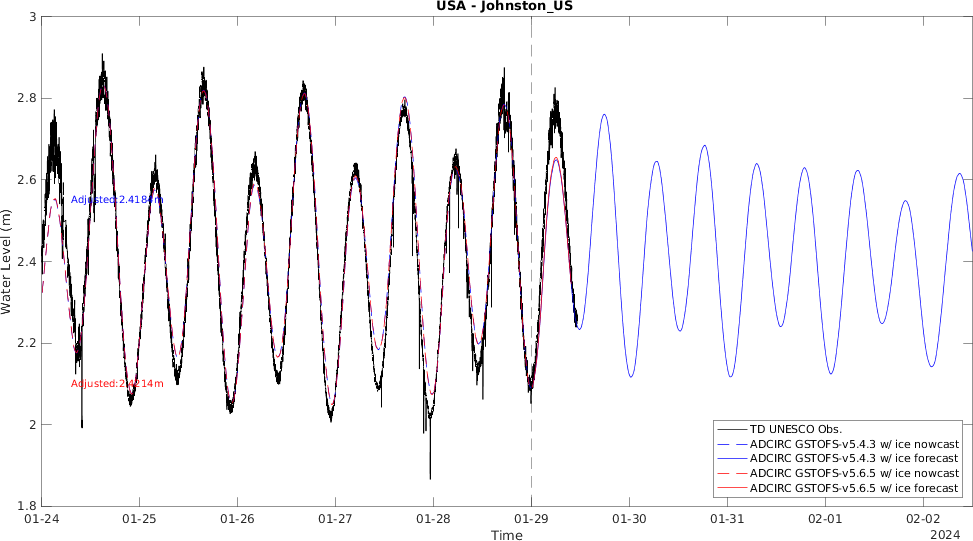 USA - Johnston_US
3
2.8
2.6
2.4
2.2
2
1.8
Water Level (m)
Adjusted:2.4184m
Adjusted:2.4214m
TD UNESCO Obs.
ADCIRC GSTOFS-v5.4.3 w/ ice nowcast
ADCIRC GSTOFS-v5.4.3 w/ ice forecast
ADCIRC GSTOFS-v5.6.5 w/ ice nowcast
ADCIRC GSTOFS-v5.6.5 w/ ice forecast
01-24 01-25 01-26 01-27 01-28 01-29 01-30 01-31 02-01 02-02
Time
2024